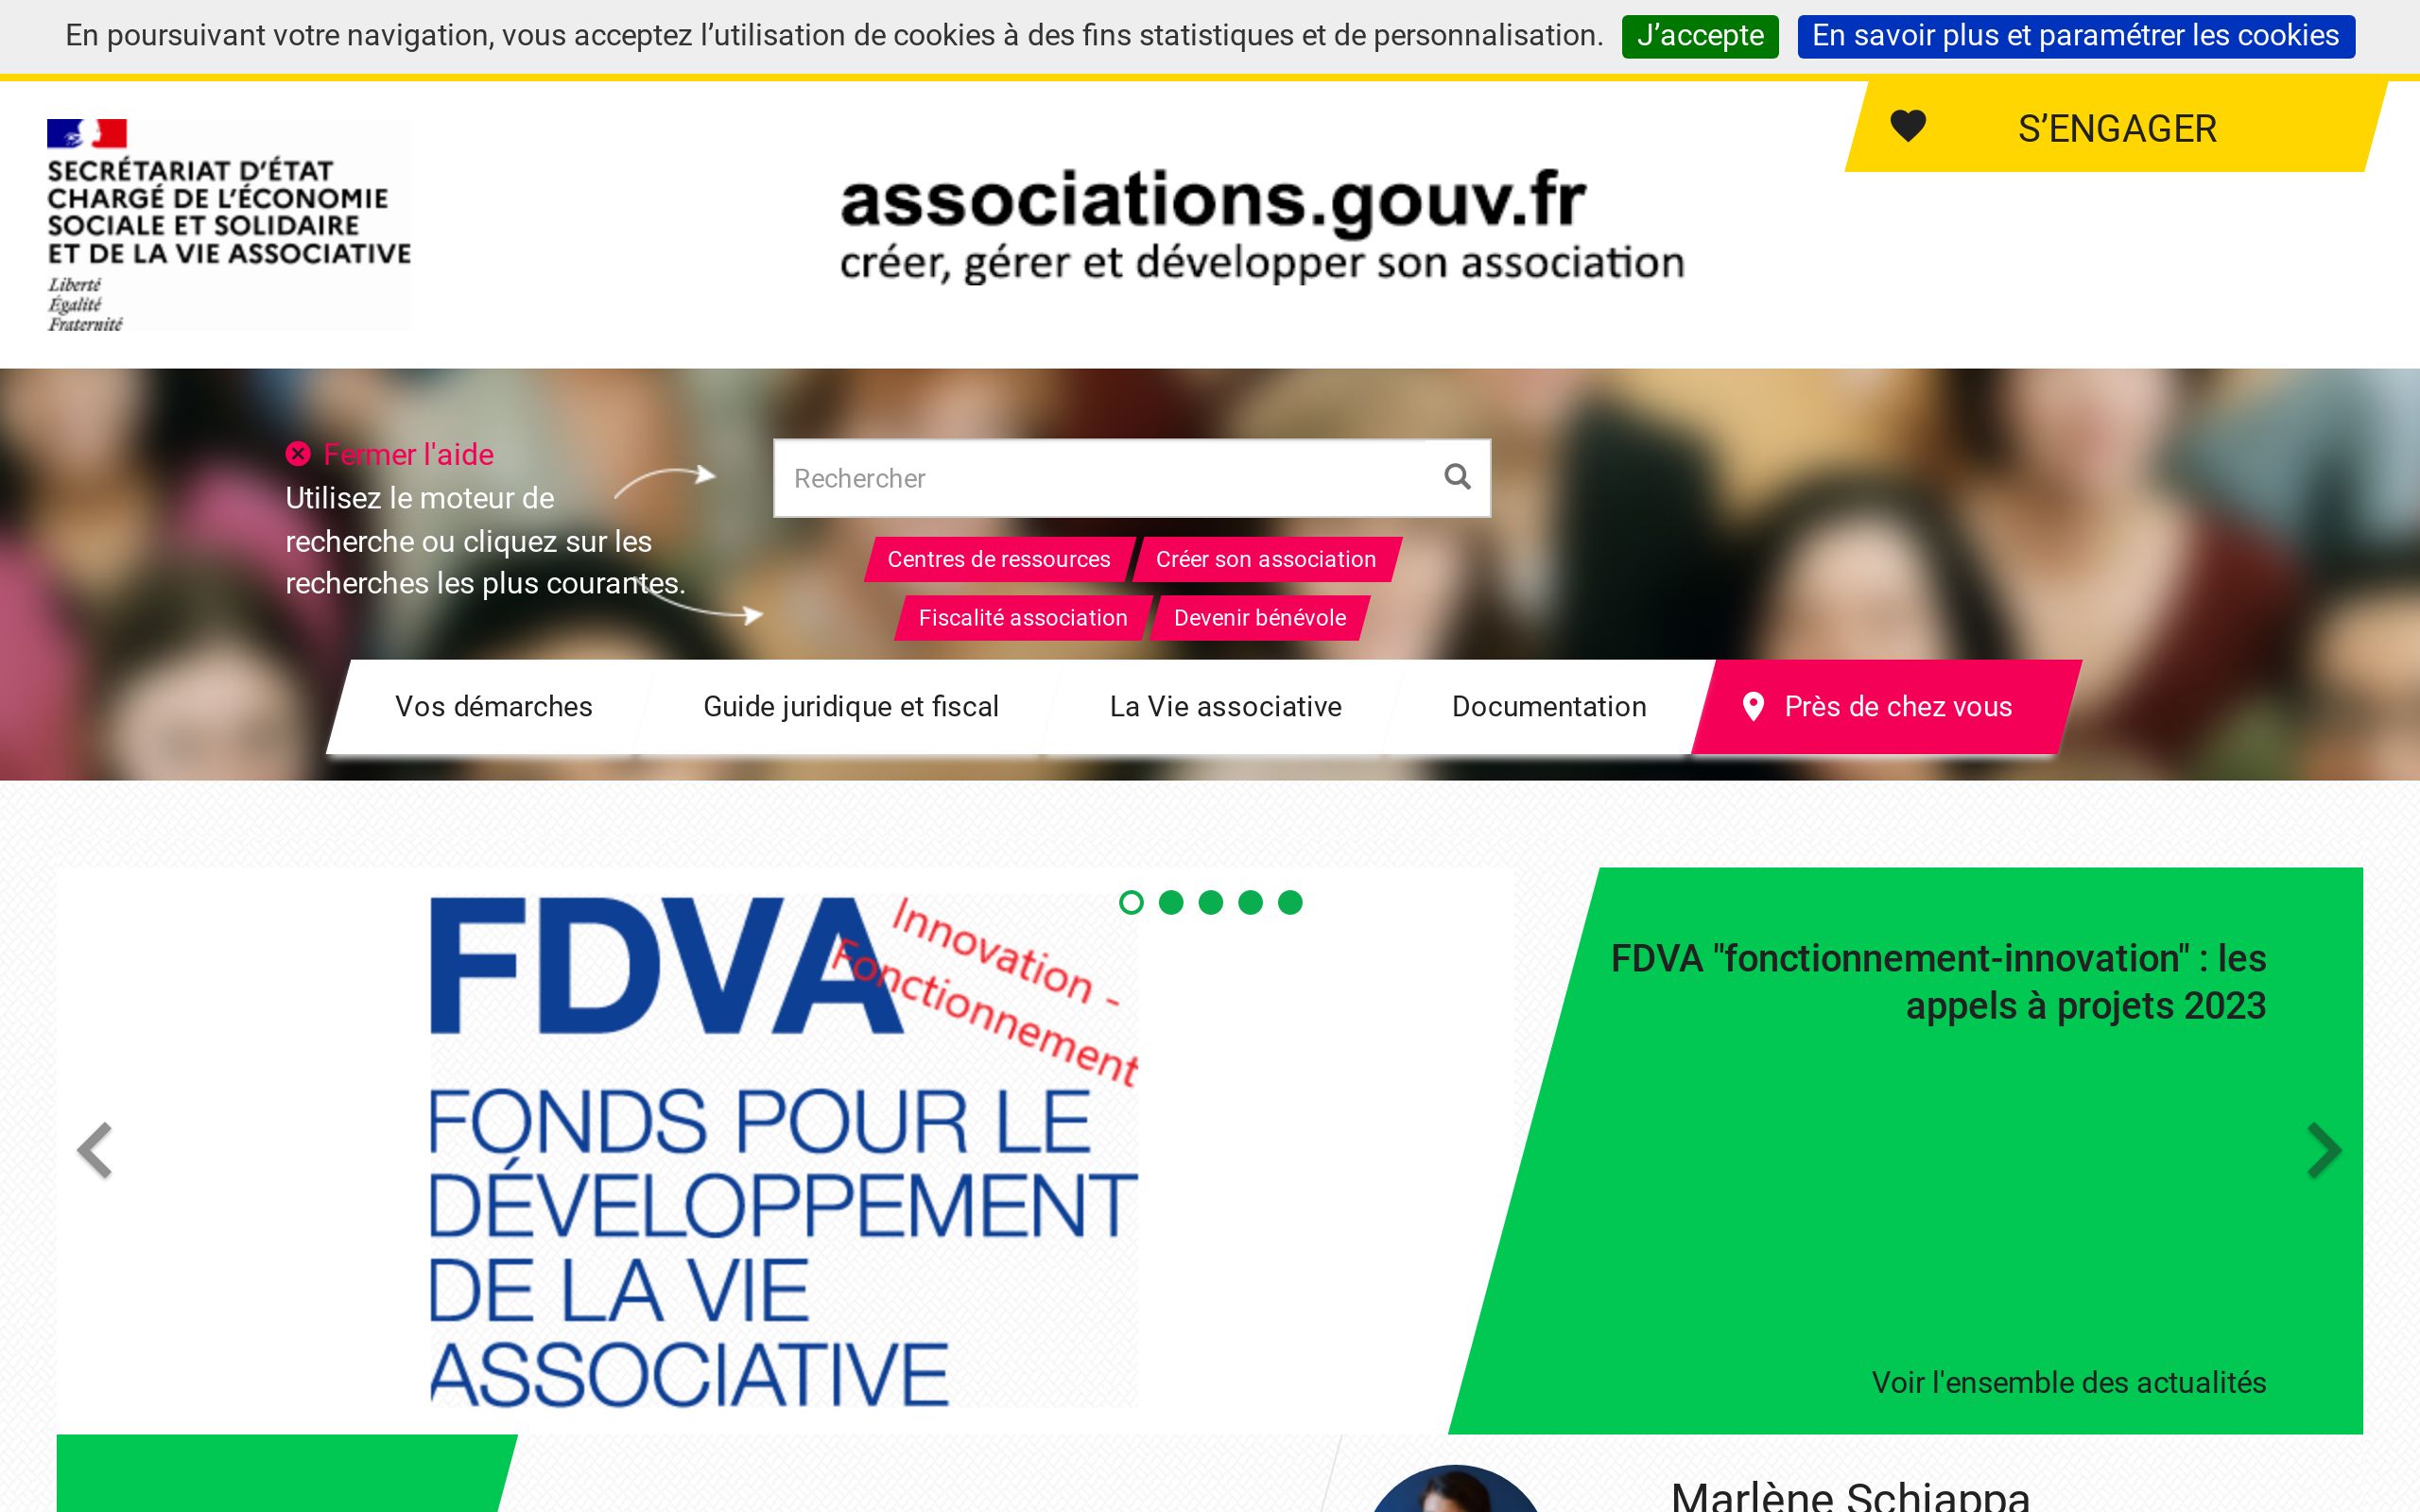 En poursuivant votre navigation, vous acceptez l’utilisation de cookies à des fins statistiques et de personnalisation. J’accepte En savoir plus et paramétrer les cookies
S’ENGAGER
SECRÉTARIAT D’ÉTAT
CHARGÉ DE L’ÉCONOMIE
SOCIALE ET SOLIDAIRE
ET DE LA VIE ASSOCIATIVE
Liberté
Égalité
Fraternité
associations.gouv.fr
créer, gérer et développer son association
Fermer l'aide
Utilisez le moteur de
recherche ou cliquez sur les
recherches les plus courantes.
Rechercher
Centres de ressources Créer son association
Fiscalité association Devenir bénévole
Vos démarches Guide juridique et fiscal La Vie associative Documentation Près de chez vous
FDVA
Innovation -
Fonctionnement
FONDS POUR LE
DÉVELOPPEMENT
DE LA VIE
ASSOCIATIVE
FDVA "fonctionnement-innovation" : les
appels à projets 2023
Voir l'ensemble des actualités
Marlène Schiappa